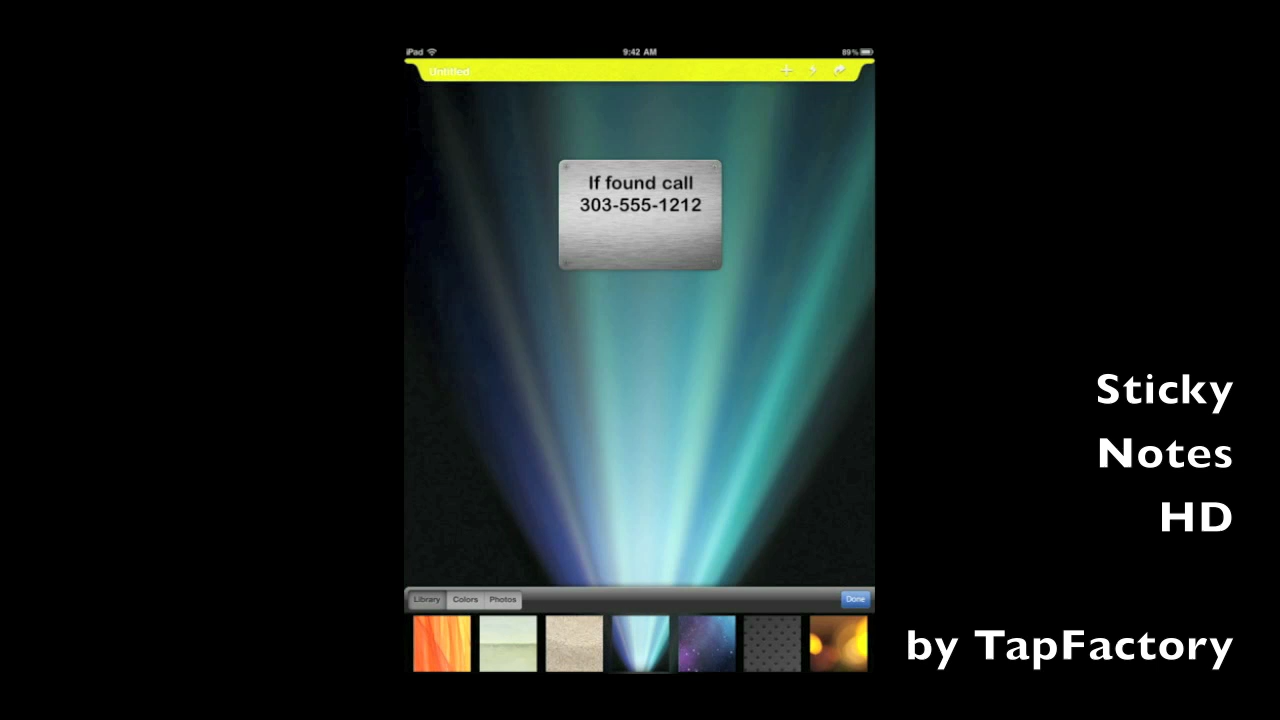 iPad 9:42 AM 89%
Untitled
If found call
303-555-1212
Sticky
Notes
HD
Library Colors Photos Done
by TapFactory